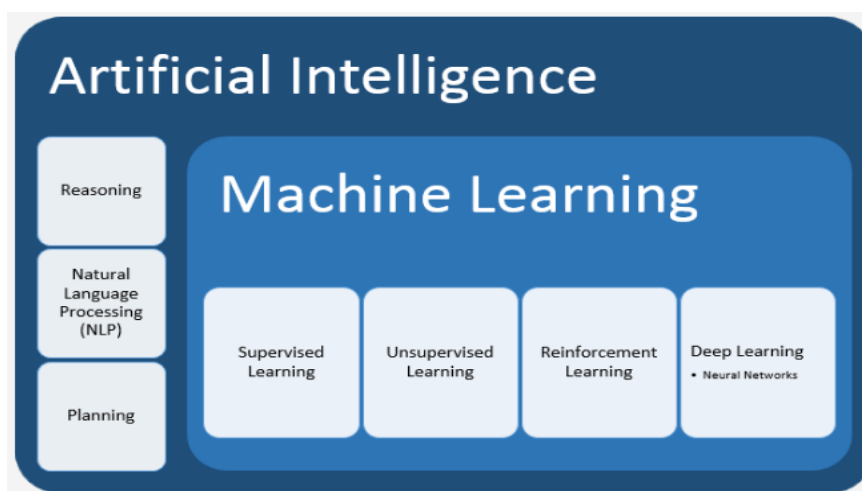 Artificial Intelligence
Reasoning
Natural
Language
Processing
(NLP)
Planning
Machine Learning
Supervised
Learning
Unsupervised
Learning
Reinforcement
Learning
Deep Learning
• Neural Networks